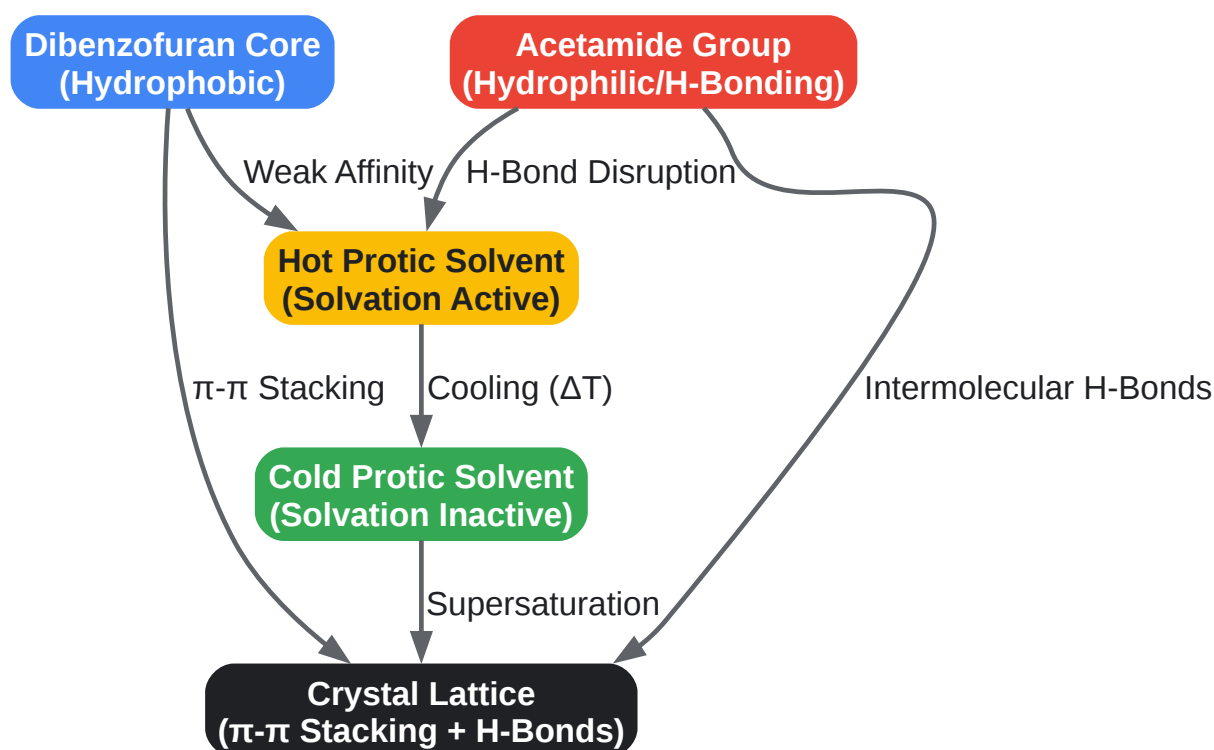 Dibenzofuran Core
(Hydrophobic)
Acetamide Group
(Hydrophilic/H-Bonding)
Weak Affinity
H-Bond Disruption
Hot Protic Solvent
(Solvation Active)
π-π Stacking
Cooling (ΔT)
Intermolecular H-Bonds
Cold Protic Solvent
(Solvation Inactive)
Supersaturation
Crystal Lattice
(π-π Stacking + H-Bonds)